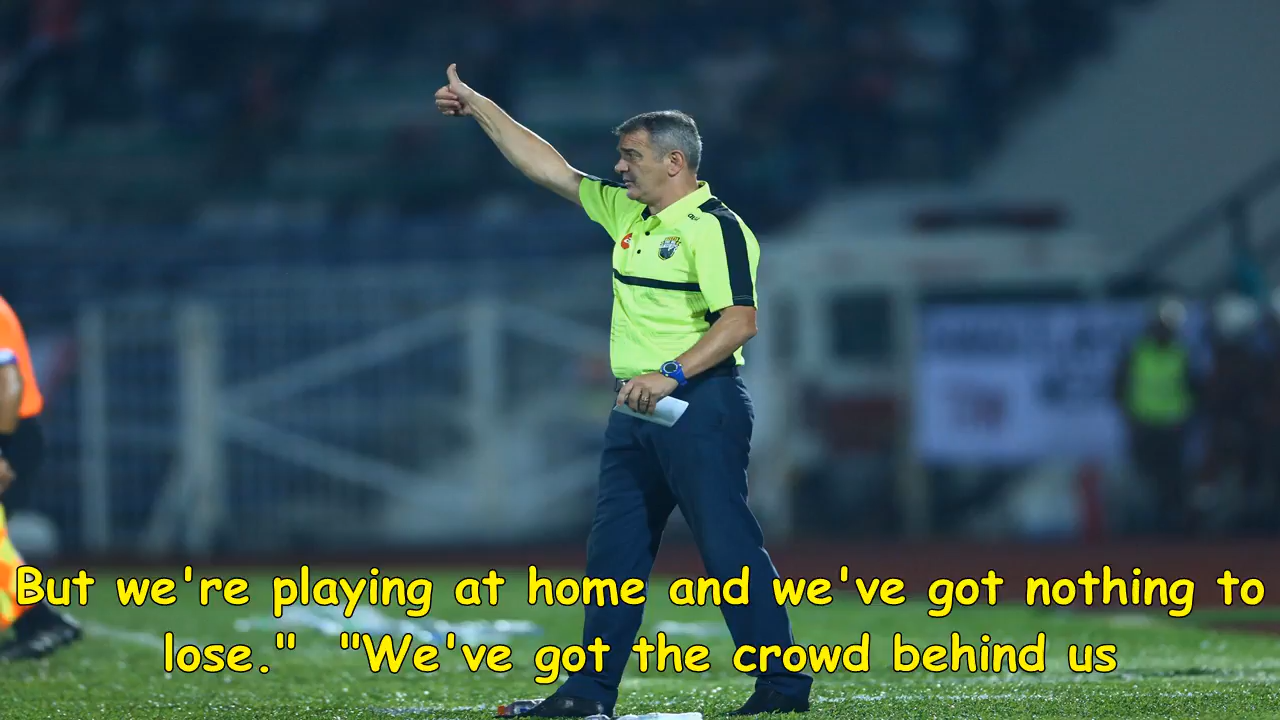 But we're playing at home and we've got nothing to
lose." "We've got the crowd behind us